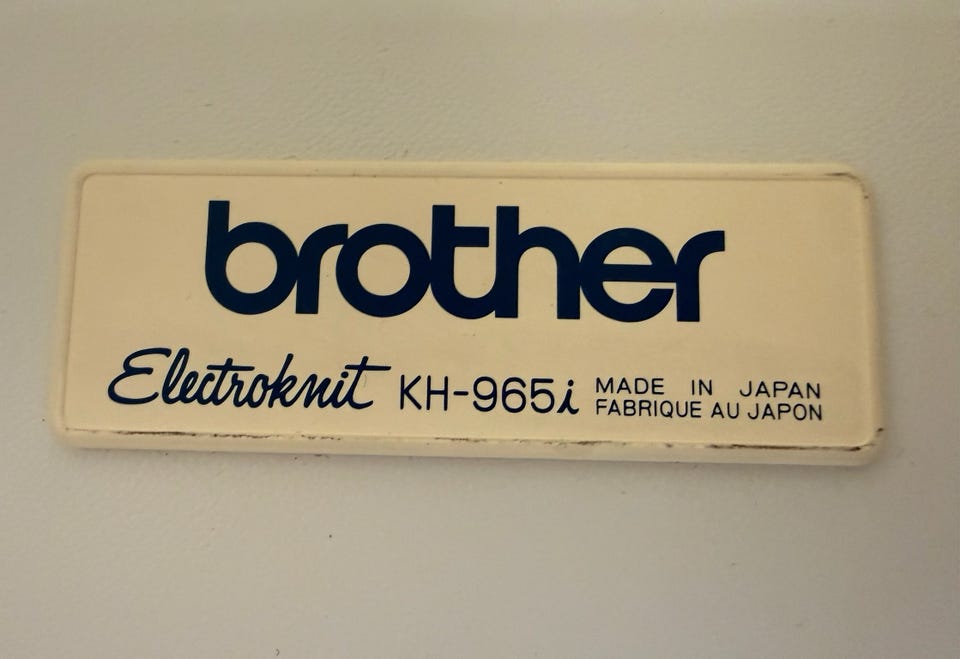 brother
Electroknit KH-965i MADE IN JAPAN
FABRIQUE AU JAPON